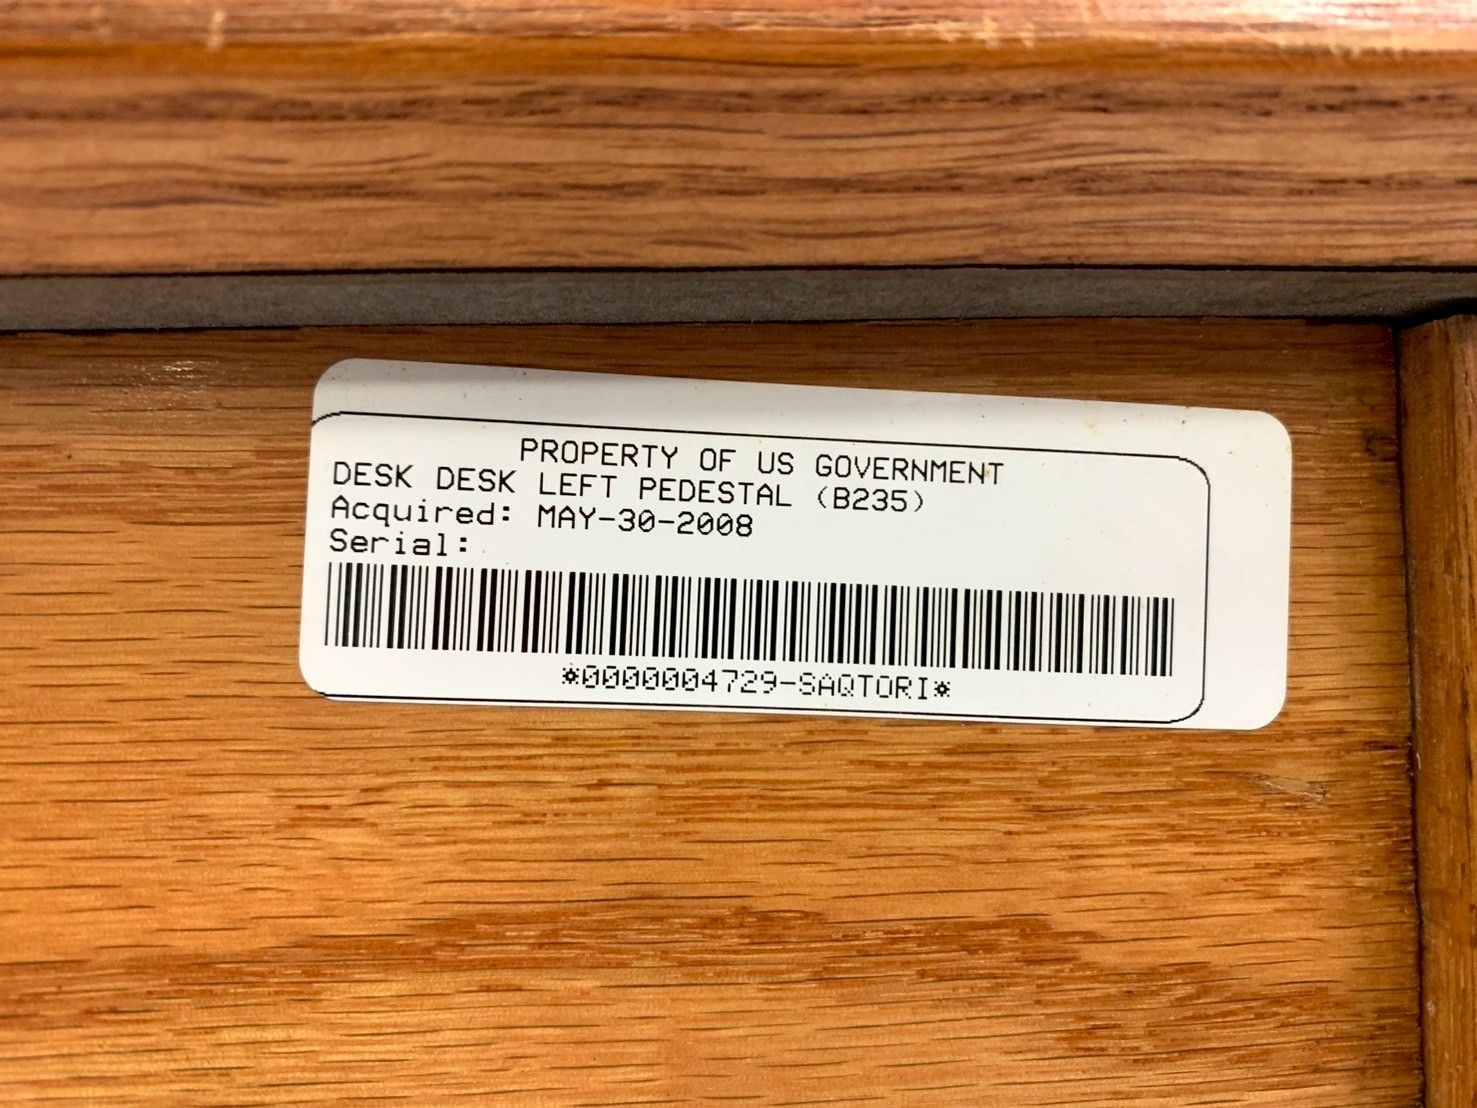 PROPERTY OF US GOVERNMENT
DESK DESK LEFT PEDESTAL (B235)
Acquired: MAY-30-2008
Serial:
*0000004729-SAQTORI*